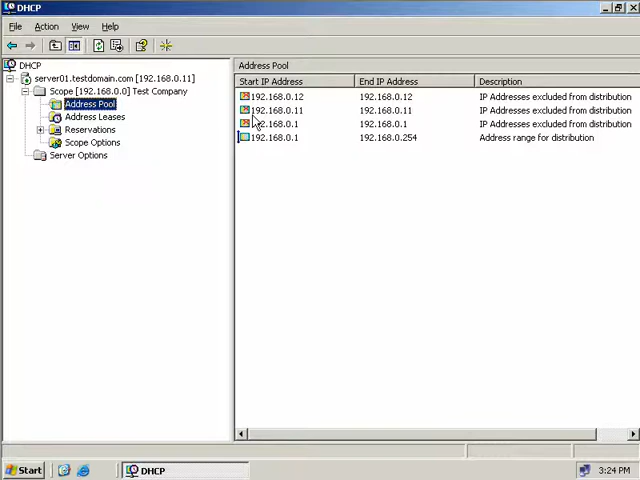 DHCP
File Action View Help
DHCP
server01.testdomain.com [192.168.0.11]
Scope [192.168.0.0] Test Company
Address Pool
Address Leases
Reservations
Scope Options
Server Options
Address Pool
Start IP Address End IP Address Description
192.168.0.12 192.168.0.12 IP Addresses excluded from distribution
192.168.0.11 192.168.0.11 IP Addresses excluded from distribution
192.168.0.1 192.168.0.1 IP Addresses excluded from distribution
192.168.0.1 192.168.0.254 Address range for distribution
Start DHCP 3:24 PM